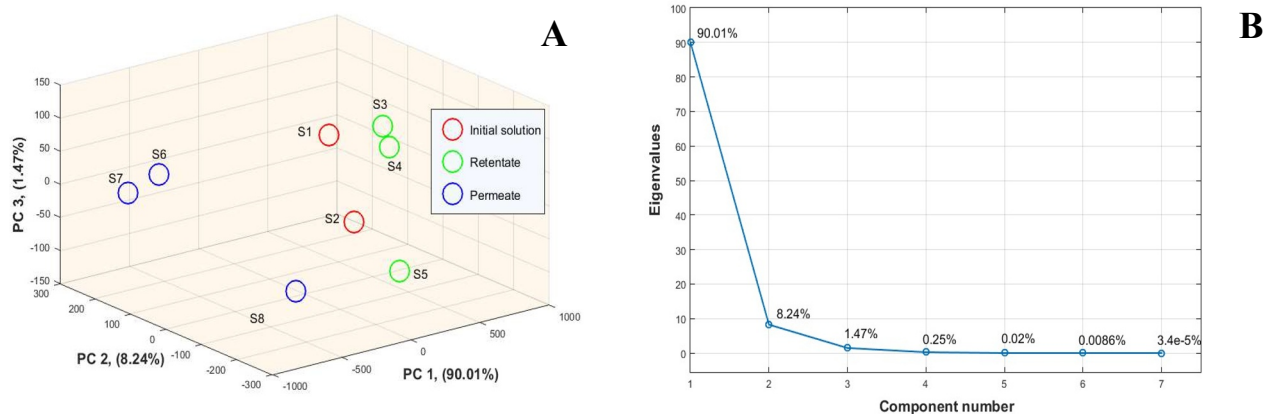 A
150
100
50
0
-50
-100
-150
PC 3, (1.47%)
300
200
100
0
-100
-200
-300
PC 2, (8.24%)
-1000
-500
0
500
1000
PC 1, (90.01%)
S1
S2
S3
S4
S5
S6
S7
S8
Initial solution
Retentate
Permeate
B
100
90
80
70
60
50
40
30
20
10
0
Eigenvalues
90.01%
8.24%
1.47%
0.25%
0.02%
0.0086%
3.4e-5%
1
2
3
4
5
6
7
Component number